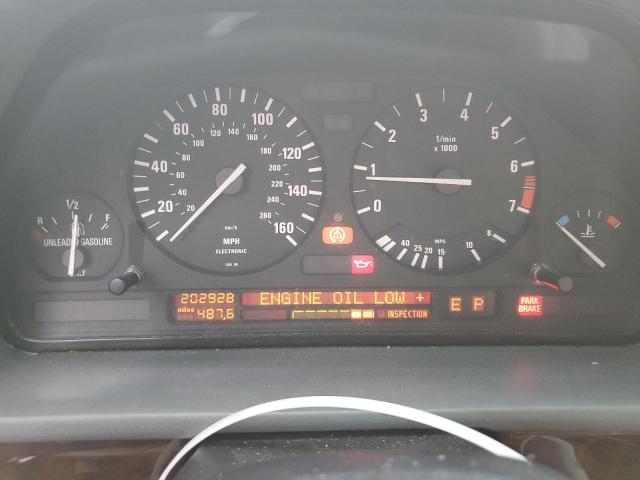 20 40 60 80 100 120 140 160
20 40 60 80 100 120 140 160 180 200 220 240 260
km/h
MPH
ELECTRONIC
0 1 2 3 4 5 6 7
1/min
x 1000
MPG
40 30 25 20 15 10 8
R 1/2 F
UNLEADED GASOLINE
ONLY
202928
miles
487,6
ENGINE OIL LOW +
INSPECTION
E P
PARK
BRAKE